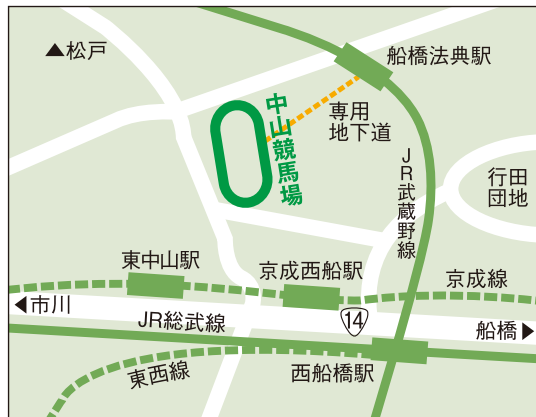 ▲松戸
船橋法典駅
専用
地下道
中山競馬場
JR武蔵野線
行田
団地
東中山駅
京成西船駅
京成線
◀市川
JR総武線
14
船橋▶
東西線
西船橋駅